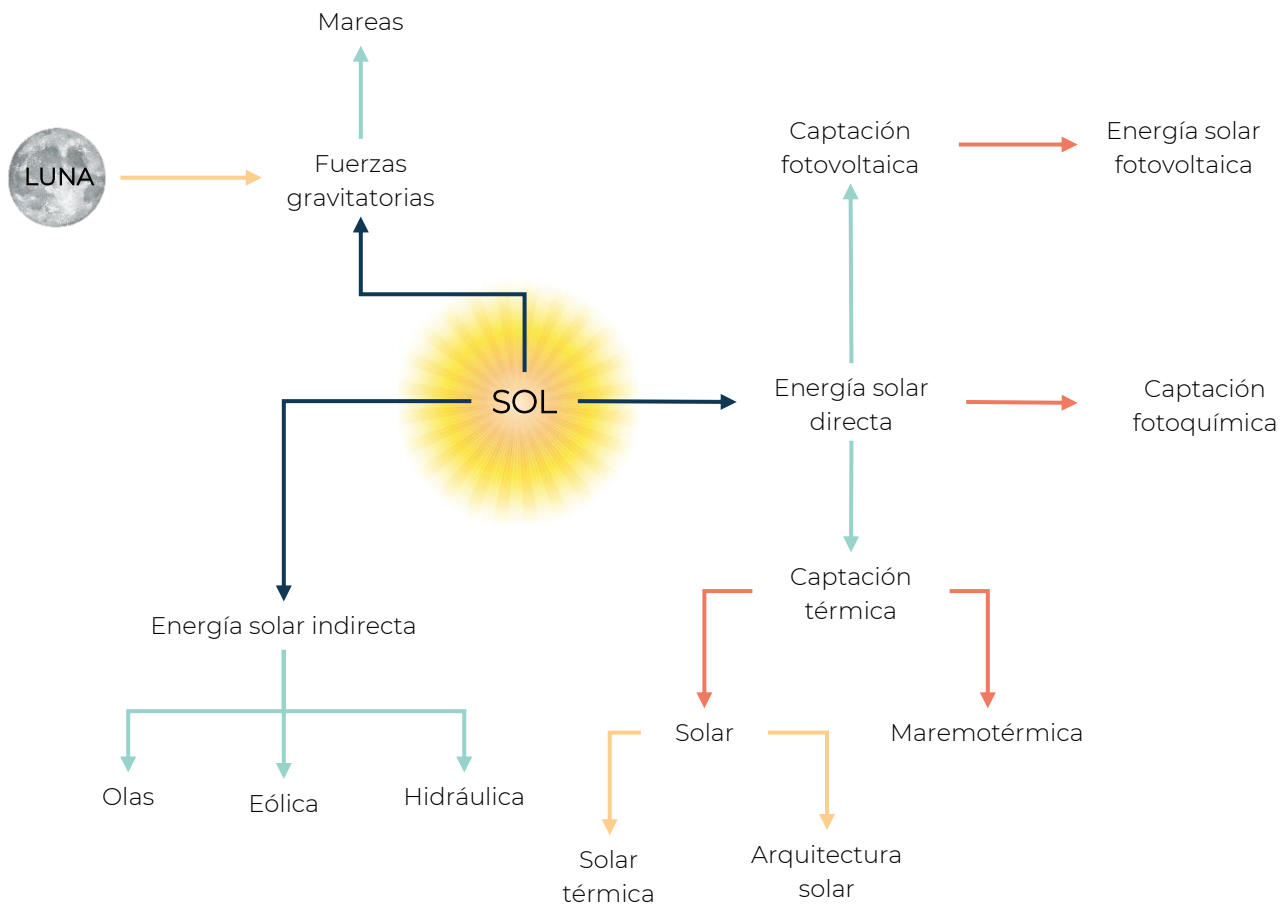 Mareas
LUNA
Fuerzas
gravitatorias
Captación
fotovoltaica
Energía solar
fotovoltaica
SOL
Energía solar
directa
Captación
fotoquímica
Captación
térmica
Energía solar indirecta
Olas
Eólica
Hidráulica
Solar
Maremotérmica
Solar
térmica
Arquitectura
solar